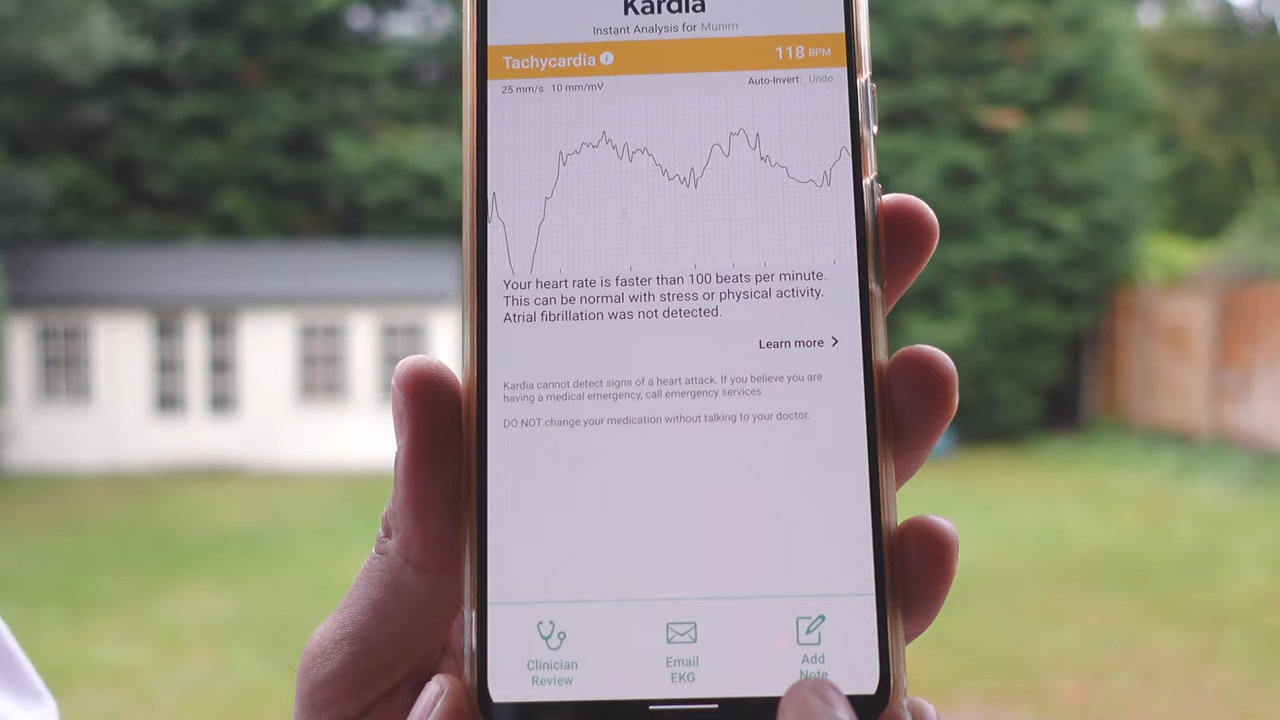 Kardia
Instant Analysis for Munim
Tachycardia i 118 BPM
25 mm/s 10 mm/mV Auto-Invert: Undo
Your heart rate is faster than 100 beats per minute.
This can be normal with stress or physical activity.
Atrial fibrillation was not detected.
Learn more >
Kardia cannot detect signs of a heart attack. If you believe you are
having a medical emergency, call emergency services
DO NOT change your medication without talking to your doctor.
Clinician
Review
Email
EKG
Add
Note